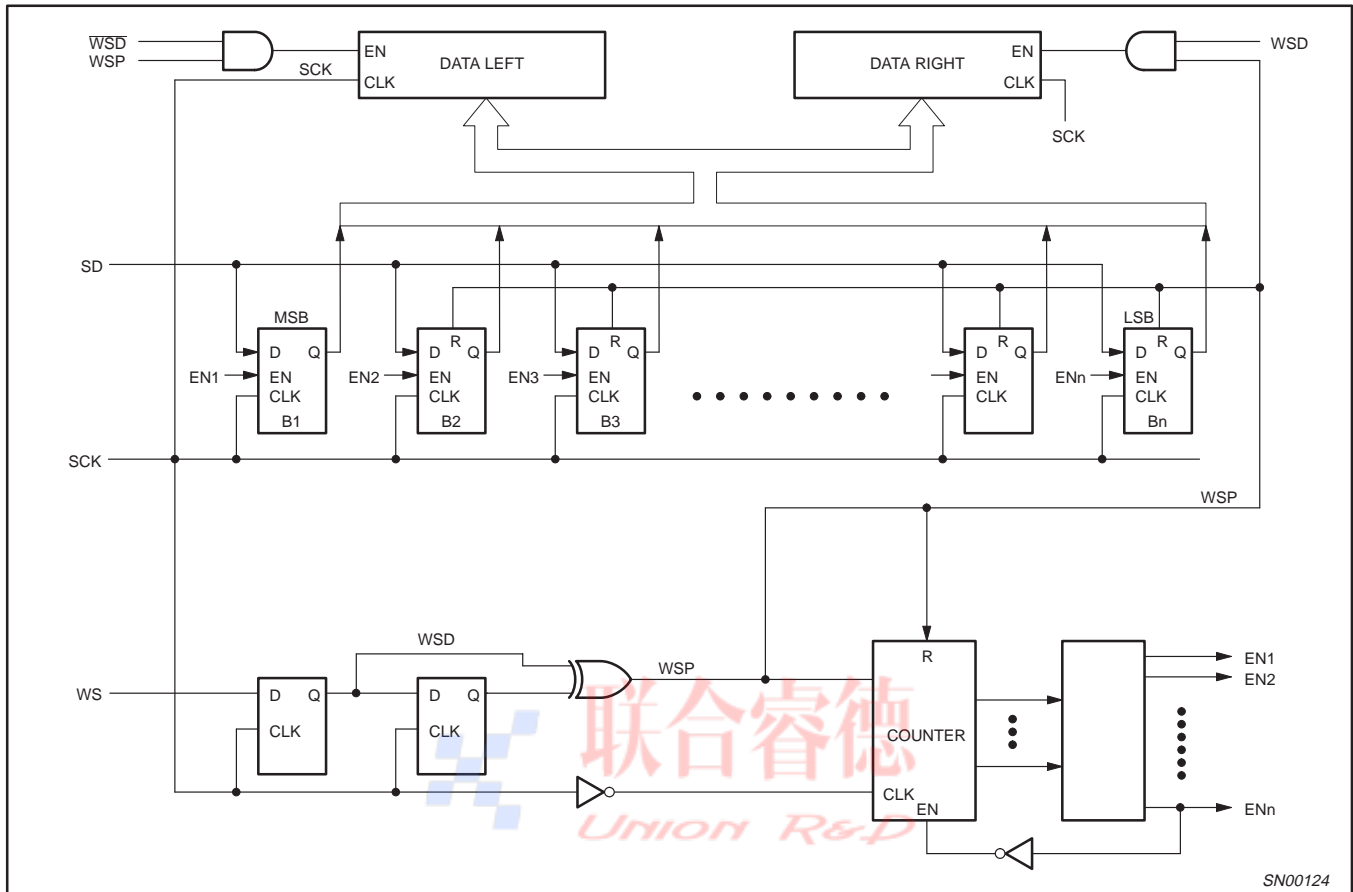 WSD
WSP
SCK
EN
CLK
DATA LEFT
DATA RIGHT
EN
CLK
WSD
SCK
SD
MSB
LSB
D Q
EN1
EN
CLK
B1
R
D Q
EN2
EN
CLK
B2
R
D Q
EN3
EN
CLK
B3
R
D Q
EN
CLK
R
D Q
ENn
EN
CLK
Bn
SCK
WSP
WS
D Q
CLK
WSD
D Q
CLK
WSP
R
COUNTER
CLK
EN
EN1
EN2
ENn
联合睿德
UNION R&D
SN00124